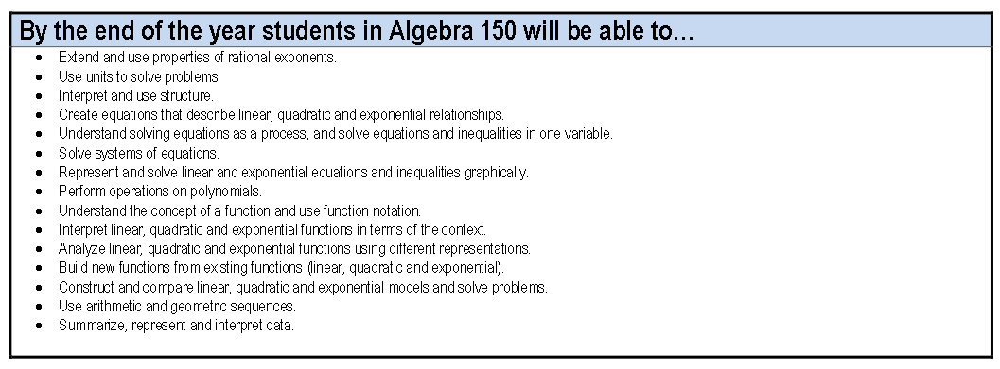 By the end of the year students in Algebra 150 will be able to…
• Extend and use properties of rational exponents.
• Use units to solve problems.
• Interpret and use structure.
• Create equations that describe linear, quadratic and exponential relationships.
• Understand solving equations as a process, and solve equations and inequalities in one variable.
• Solve systems of equations.
• Represent and solve linear and exponential equations and inequalities graphically.
• Perform operations on polynomials.
• Understand the concept of a function and use function notation.
• Interpret linear, quadratic and exponential functions in terms of the context.
• Analyze linear, quadratic and exponential functions using different representations.
• Build new functions from existing functions (linear, quadratic and exponential).
• Construct and compare linear, quadratic and exponential models and solve problems.
• Use arithmetic and geometric sequences.
• Summarize, represent and interpret data.